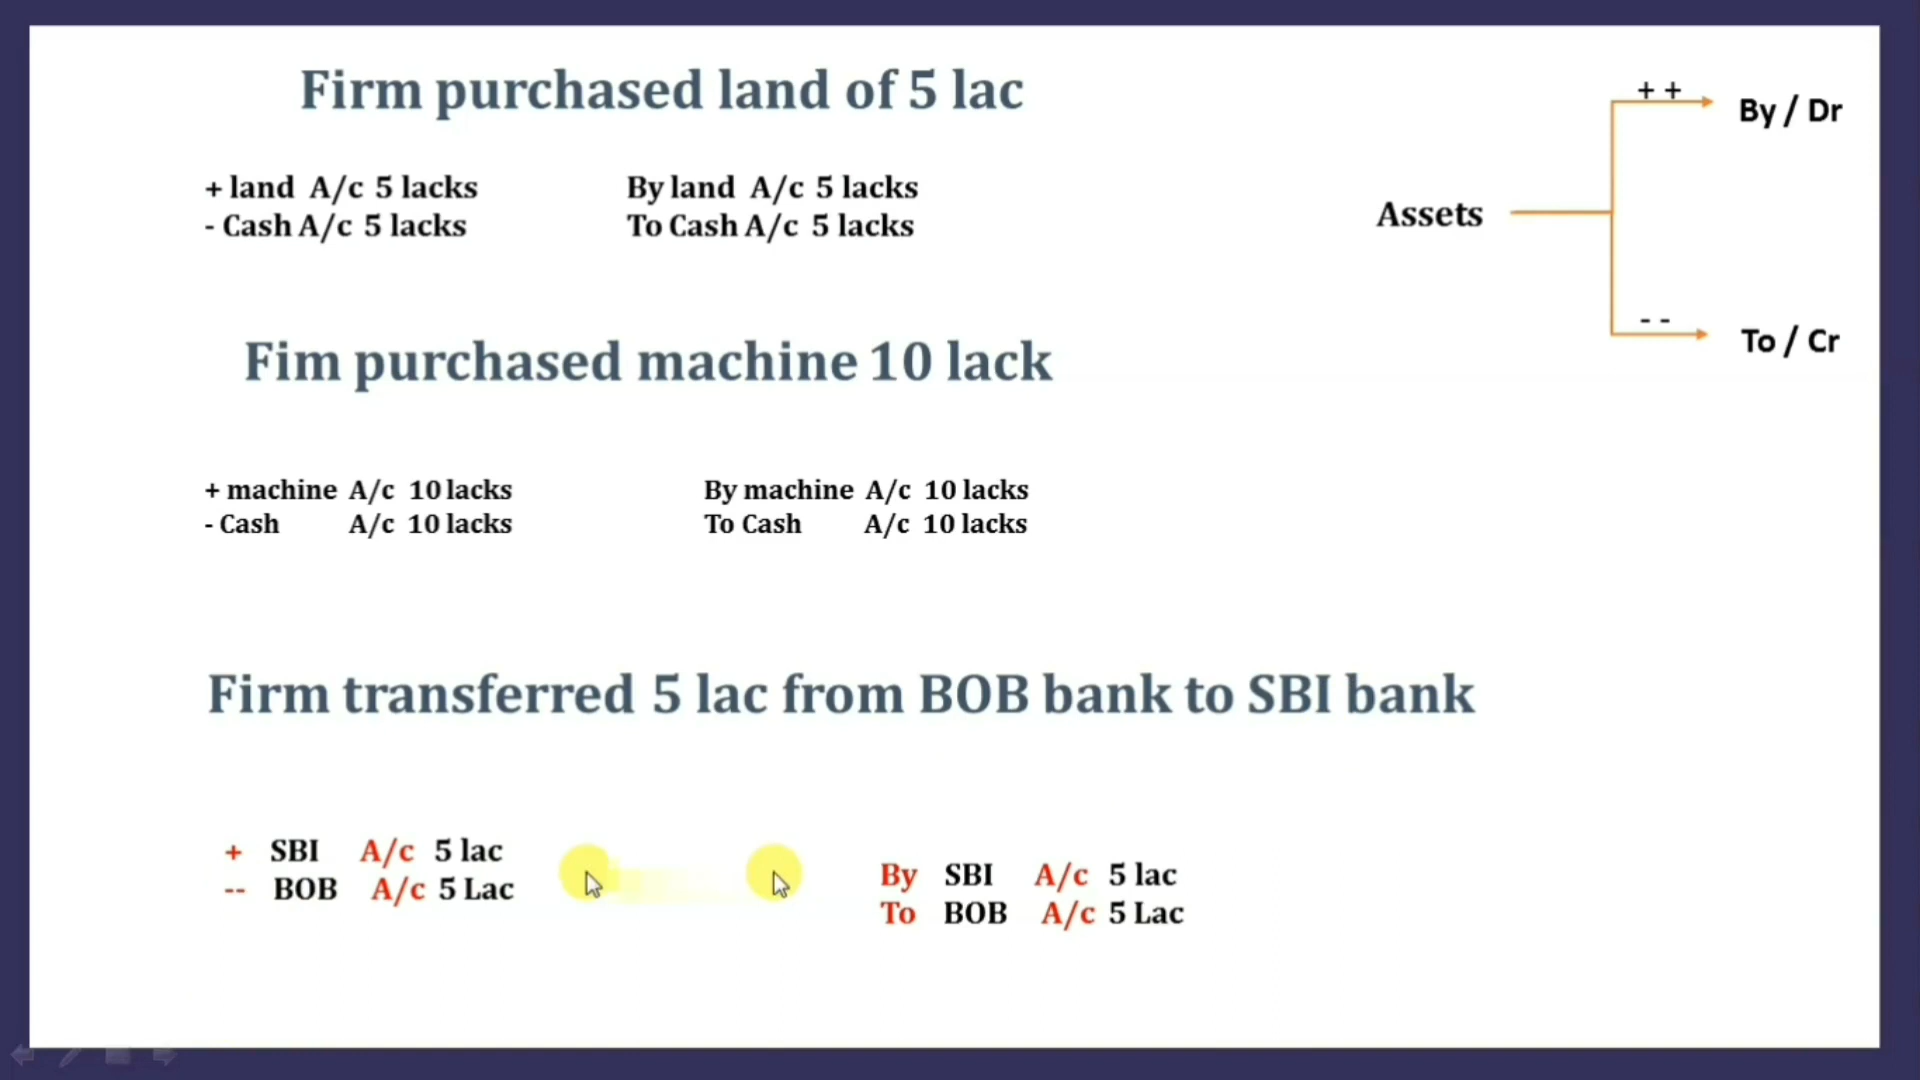 Firm purchased land of 5 lac
+ + By / Dr
+ land A/c 5 lacks By land A/c 5 lacks
- Cash A/c 5 lacks To Cash A/c 5 lacks
Assets
- - To / Cr
Fim purchased machine 10 lack
+ machine A/c 10 lacks By machine A/c 10 lacks
- Cash A/c 10 lacks To Cash A/c 10 lacks
Firm transferred 5 lac from BOB bank to SBI bank
+ SBI A/c 5 lac
-- BOB A/c 5 Lac
By SBI A/c 5 lac
To BOB A/c 5 Lac